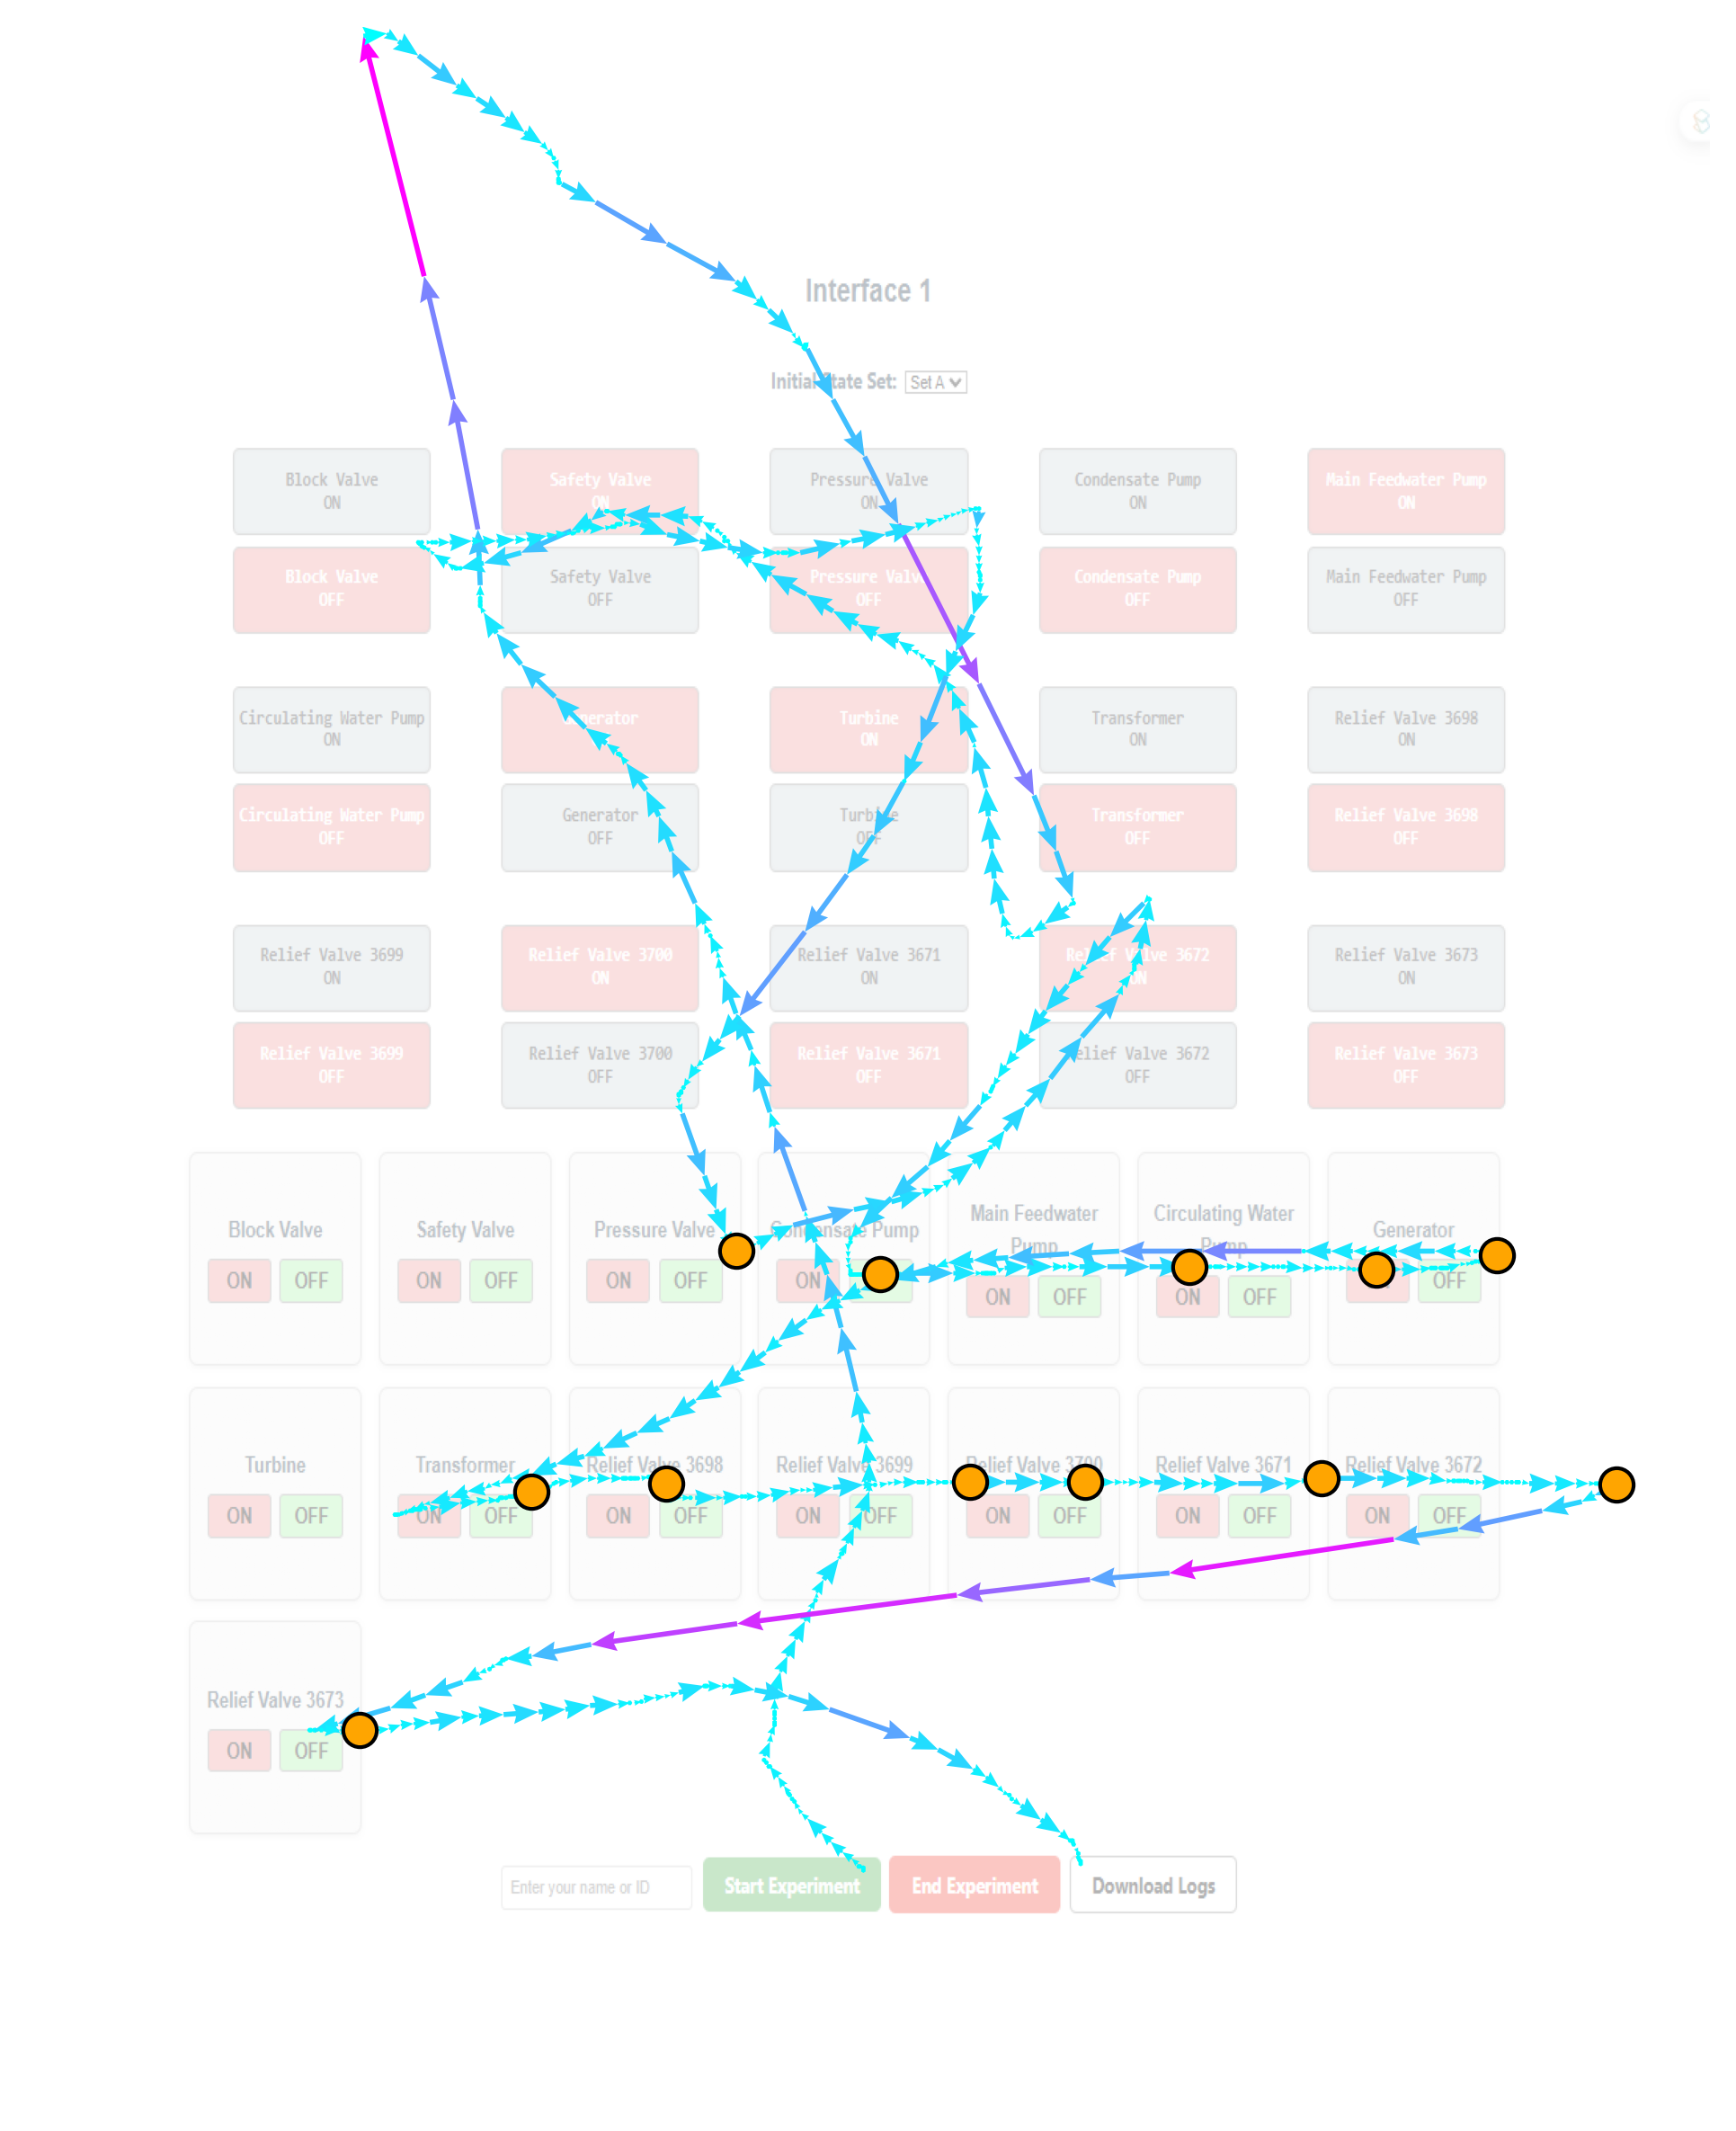 Interface 1
Initial State Set: Set A
Block Valve Safety Valve Pressure Valve Condensate Pump Main Feedwater Pump
ON ON ON ON ON
Block Valve Safety Valve Pressure Valve Condensate Pump Main Feedwater Pump
OFF OFF OFF OFF OFF
Circulating Water Pump Generator Turbine Transformer Relief Valve 3698
ON ON ON ON
Circulating Water Pump Generator Turbine Transformer Relief Valve 3698
OFF OFF OFF OFF OFF
Relief Valve 3699 Relief Valve 3700 Relief Valve 3671 Relief Valve 3672 Relief Valve 3673
ON ON ON ON ON
Relief Valve 3699 Relief Valve 3700 Relief Valve 3671 Relief Valve 3672 Relief Valve 3673
OFF OFF OFF OFF OFF
Block Valve Safety Valve Pressure Valve Condensate Pump Main Feedwater Pump Circulating Water Pump Generator
ON OFF ON OFF ON OFF ON ON OFF ON OFF OFF
Turbine Transformer Relief Valve 3698 Relief Valve 3699 Relief Valve 3700 Relief Valve 3671 Relief Valve 3672
ON OFF ON OFF ON OFF ON OFF ON OFF ON OFF ON OFF
Relief Valve 3673
ON OFF
Enter your name or ID Start Experiment End Experiment Download Logs